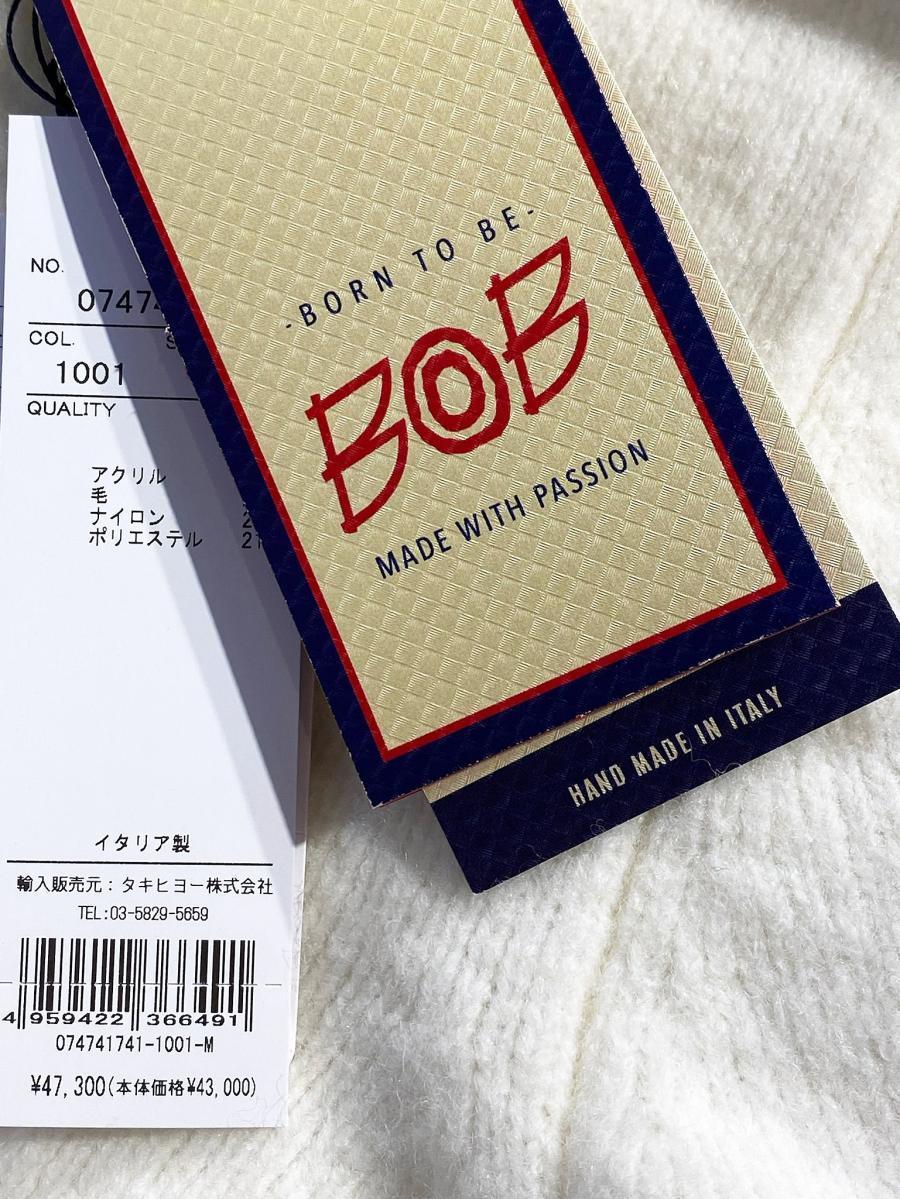 NO.
0747
COL.
1001
QUALITY
アクリル
毛
ナイロン
ポリエステル
イタリア製
輸入販売元：タキヒヨー株式会社
TEL:03-5829-5659
4 959422 366491
074741741-1001-M
¥47,300(本体価格¥43,000)
-BORN TO BE-
BOB
MADE WITH PASSION
HAND MADE IN ITALY